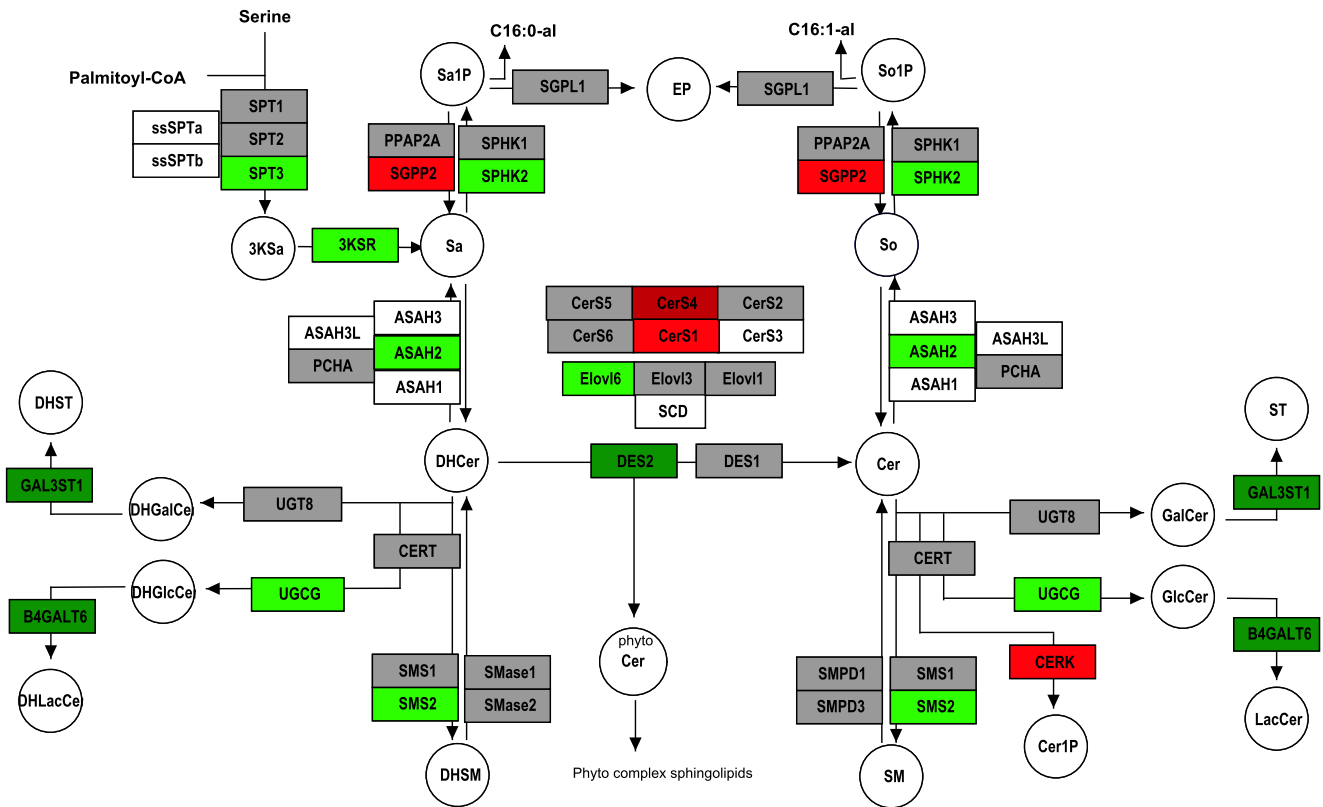 Serine
C16:0-al
C16:1-al
Palmitoyl-CoA
Sa1P
SGPL1
EP
SGPL1
So1P
SPT1
ssSPTa
SPT2
ssSPTb
SPT3
PPAP2A
SPHK1
SGPP2
SPHK2
PPAP2A
SPHK1
SGPP2
SPHK2
3KSa
3KSR
Sa
So
CerS5
CerS4
CerS2
CerS6
CerS1
CerS3
ASAH3
ASAH3L
ASAH2
PCHA
ASAH1
ASAH3
ASAH3L
ASAH2
PCHA
ASAH1
Elovl6
Elovl3
Elovl1
SCD
DHST
ST
DHCer
DES2
DES1
Cer
GAL3ST1
GAL3ST1
DHGalCe
UGT8
UGT8
GalCer
CERT
CERT
DHGlcCe
UGCG
UGCG
GlcCer
B4GALT6
B4GALT6
phyto
Cer
CERK
SMS1
SMase1
SMS2
SMase2
SMPD1
SMS1
SMPD3
SMS2
DHLacCe
LacCer
Cer1P
DHSM
Phyto complex sphingolipids
SM